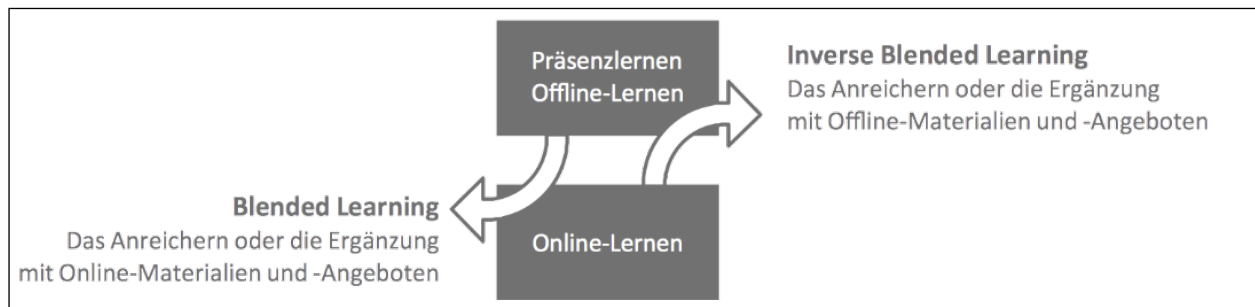 Präsenzlernen
Offline-Lernen
Inverse Blended Learning
Das Anreichern oder die Ergänzung
mit Offline-Materialien und -Angeboten
Blended Learning
Das Anreichern oder die Ergänzung
mit Online-Materialien und -Angeboten
Online-Lernen